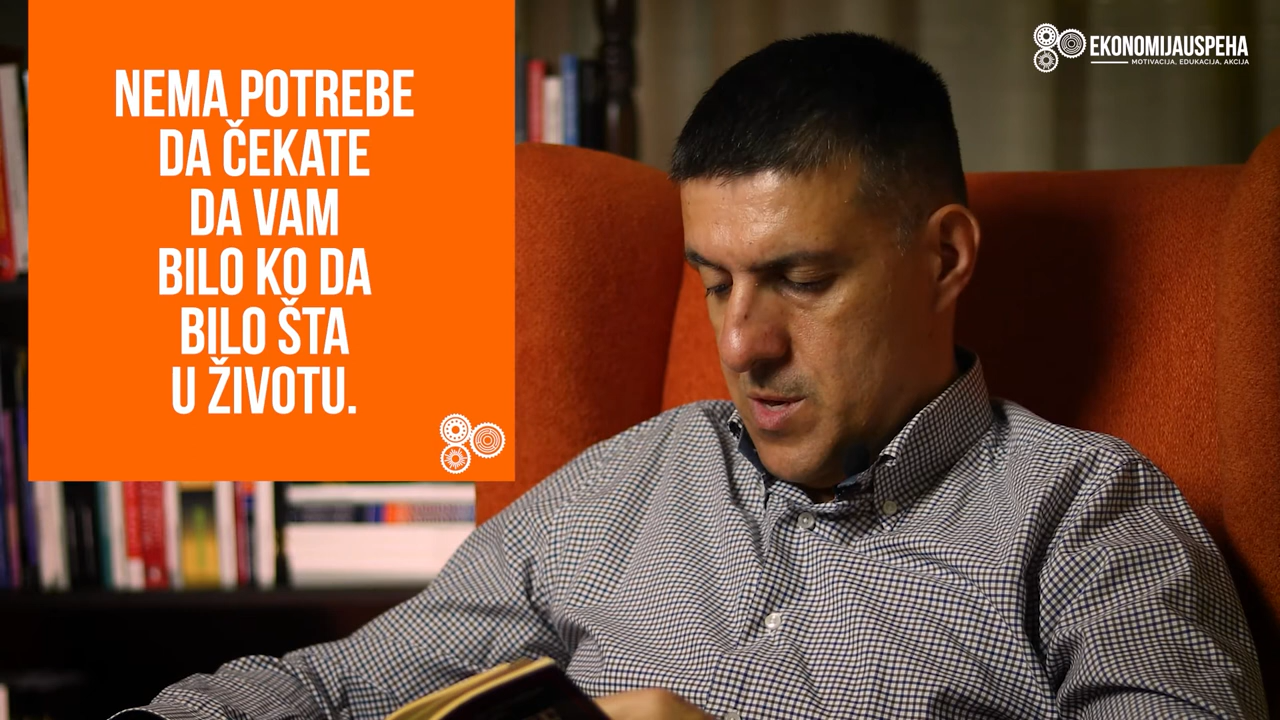 NEMA POTREBE
DA ČEKATE
DA VAM
BILO KO DA
BILO ŠTA
U ŽIVOTU.
EKONOMIJAUSPEHA
MOTIVACIJA, EDUKACIJA, AKCIJA